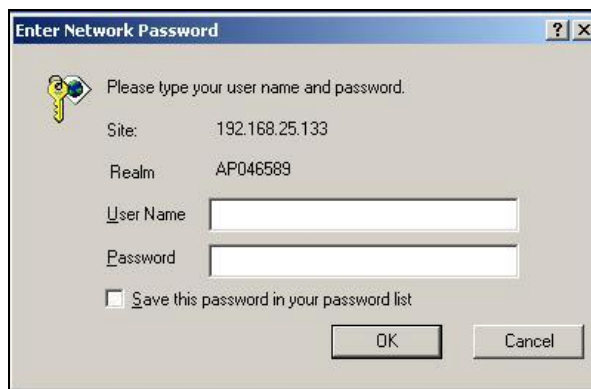 Enter Network Password
Please type your user name and password.
Site: 192.168.25.133
Realm AP046589
User Name
Password
Save this password in your password list
OK Cancel